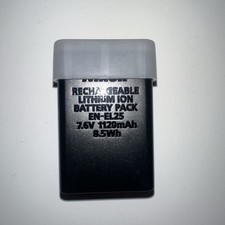 RECHARGEABLE
LITHIUM ION
BATTERY PACK
EN-EL25
7.6V 1120mAh
8.5Wh